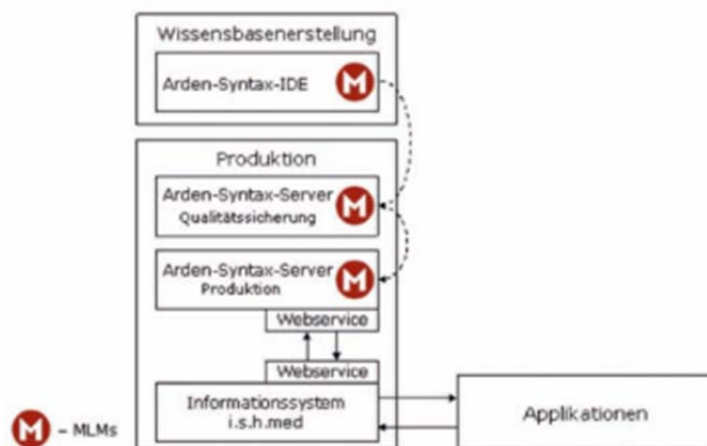 Wissensbasenerstellung
Arden-Syntax-IDE
M
Produktion
Arden-Syntax-Server
Qualitätssicherung
M
Arden-Syntax-Server
Produktion
M
Webservice
Webservice
Informationssystem
i.s.h.med
Applikationen
M – MLMs